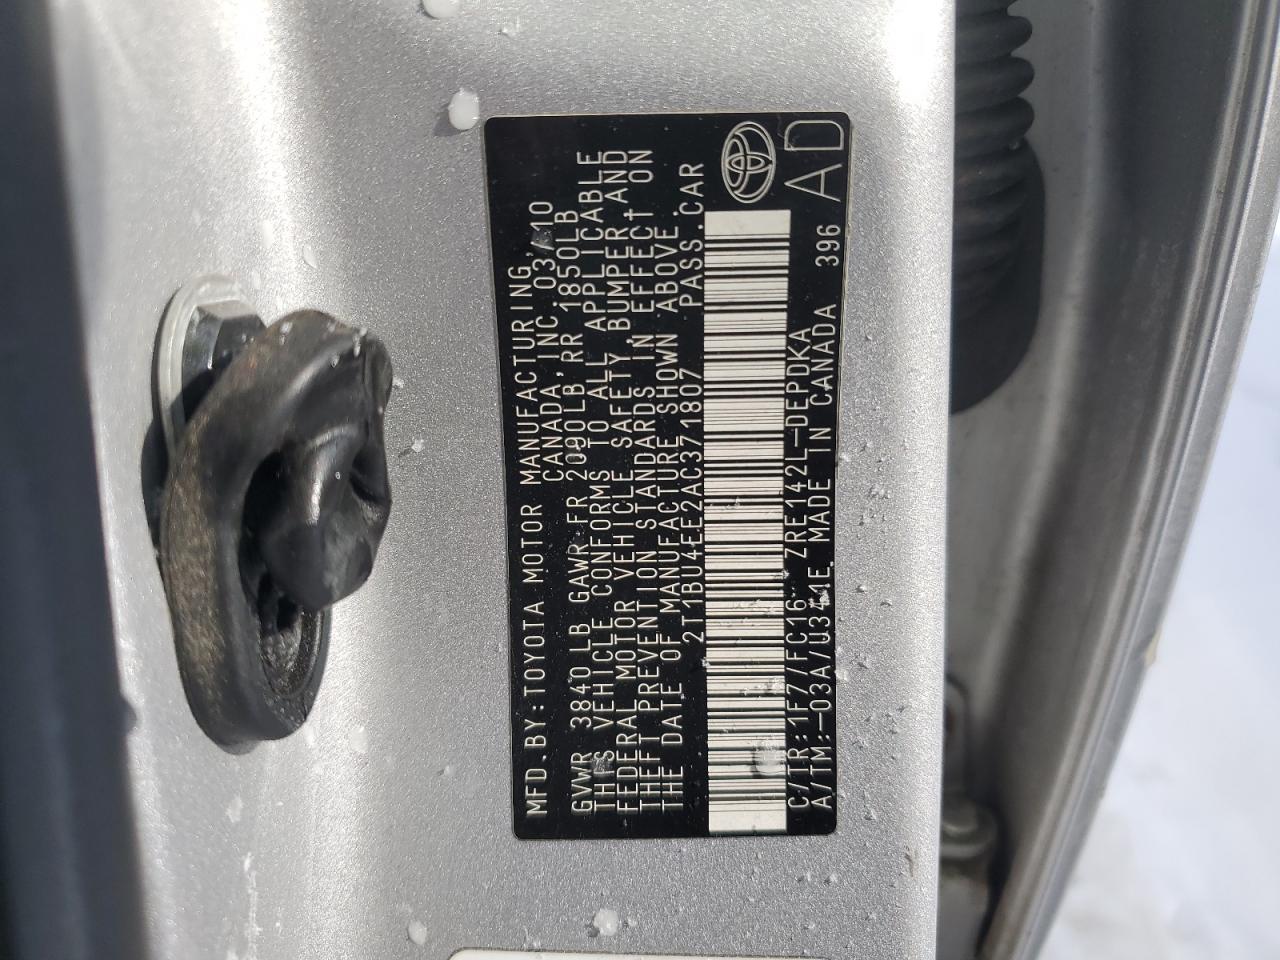 MFD.BY:TOYOTA MOTOR MANUFACTURING,
CANADA,INC. 03/10
GVWR 3840 LB GAWR FR 2090LB,RR 1850LB
THIS VEHICLE CONFORMS TO ALL APPLICABLE
FEDERAL MOTOR VEHICLE SAFETY,BUMPER,AND
THEFT PREVENTION STANDARDS IN EFFECT ON
THE DATE OF MANUFACTURE SHOWN ABOVE.
2T1BU4EE2AC371807 PASS.CAR
C/TR:1F7/FC16 ZRE142L-DEPDKA
A/TM:-03A/U341E MADE IN CANADA 396
AD